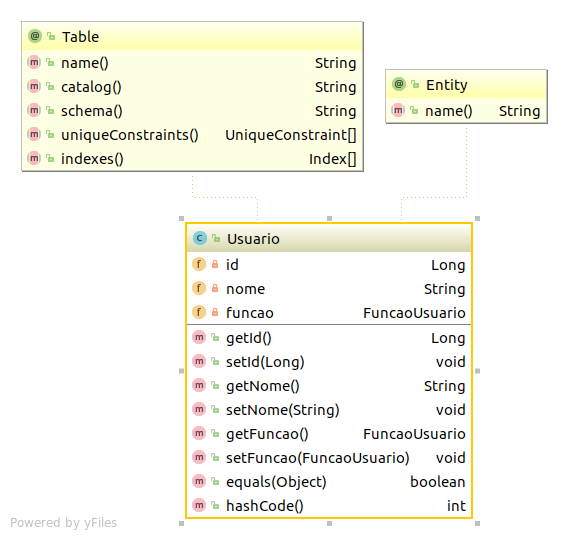 @ Table
m name() String
m catalog() String
m schema() String
m uniqueConstraints() UniqueConstraint[]
m indexes() Index[]
@ Entity
m name() String
C Usuario
f id Long
f nome String
f funcao FuncaoUsuario
m getId() Long
m setId(Long) void
m getNome() String
m setNome(String) void
m getFuncao() FuncaoUsuario
m setFuncao(FuncaoUsuario) void
m equals(Object) boolean
m hashCode() int
Powered by yFiles